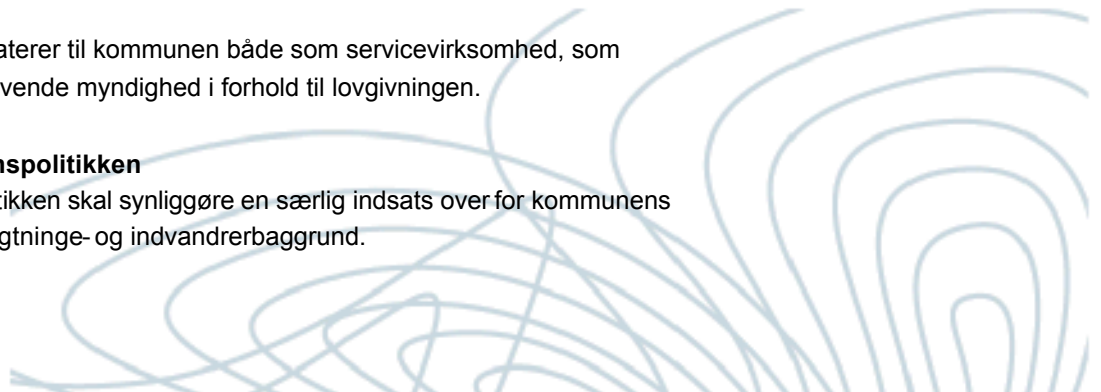 aterer til kommunen både som servicevirksomhed, som
vende myndighed i forhold til lovgivningen.
nspolitikken
tikken skal synliggøre en særlig indsats over for kommunens
gtninge- og indvandrerbaggrund.